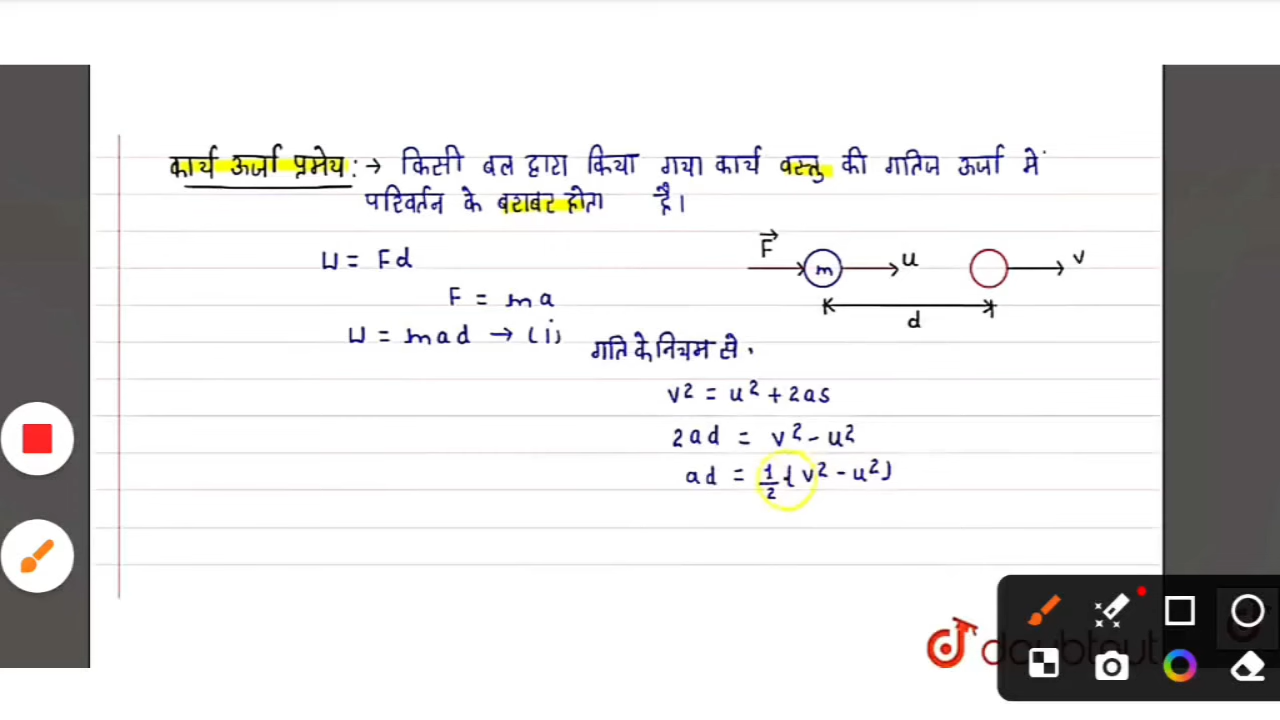 कार्य ऊर्जा प्रमेय :→ किसी बल द्वारा किया गया कार्य वस्तु की गतिज ऊर्जा में
परिवर्तन के बराबर होता है।
W = Fd
F = ma
W = mad → (i)
F m u v
d
गति के नियम से,
v² = u² + 2as
2ad = v² - u²
ad = 1/2 {v² - u²)
doubtnut